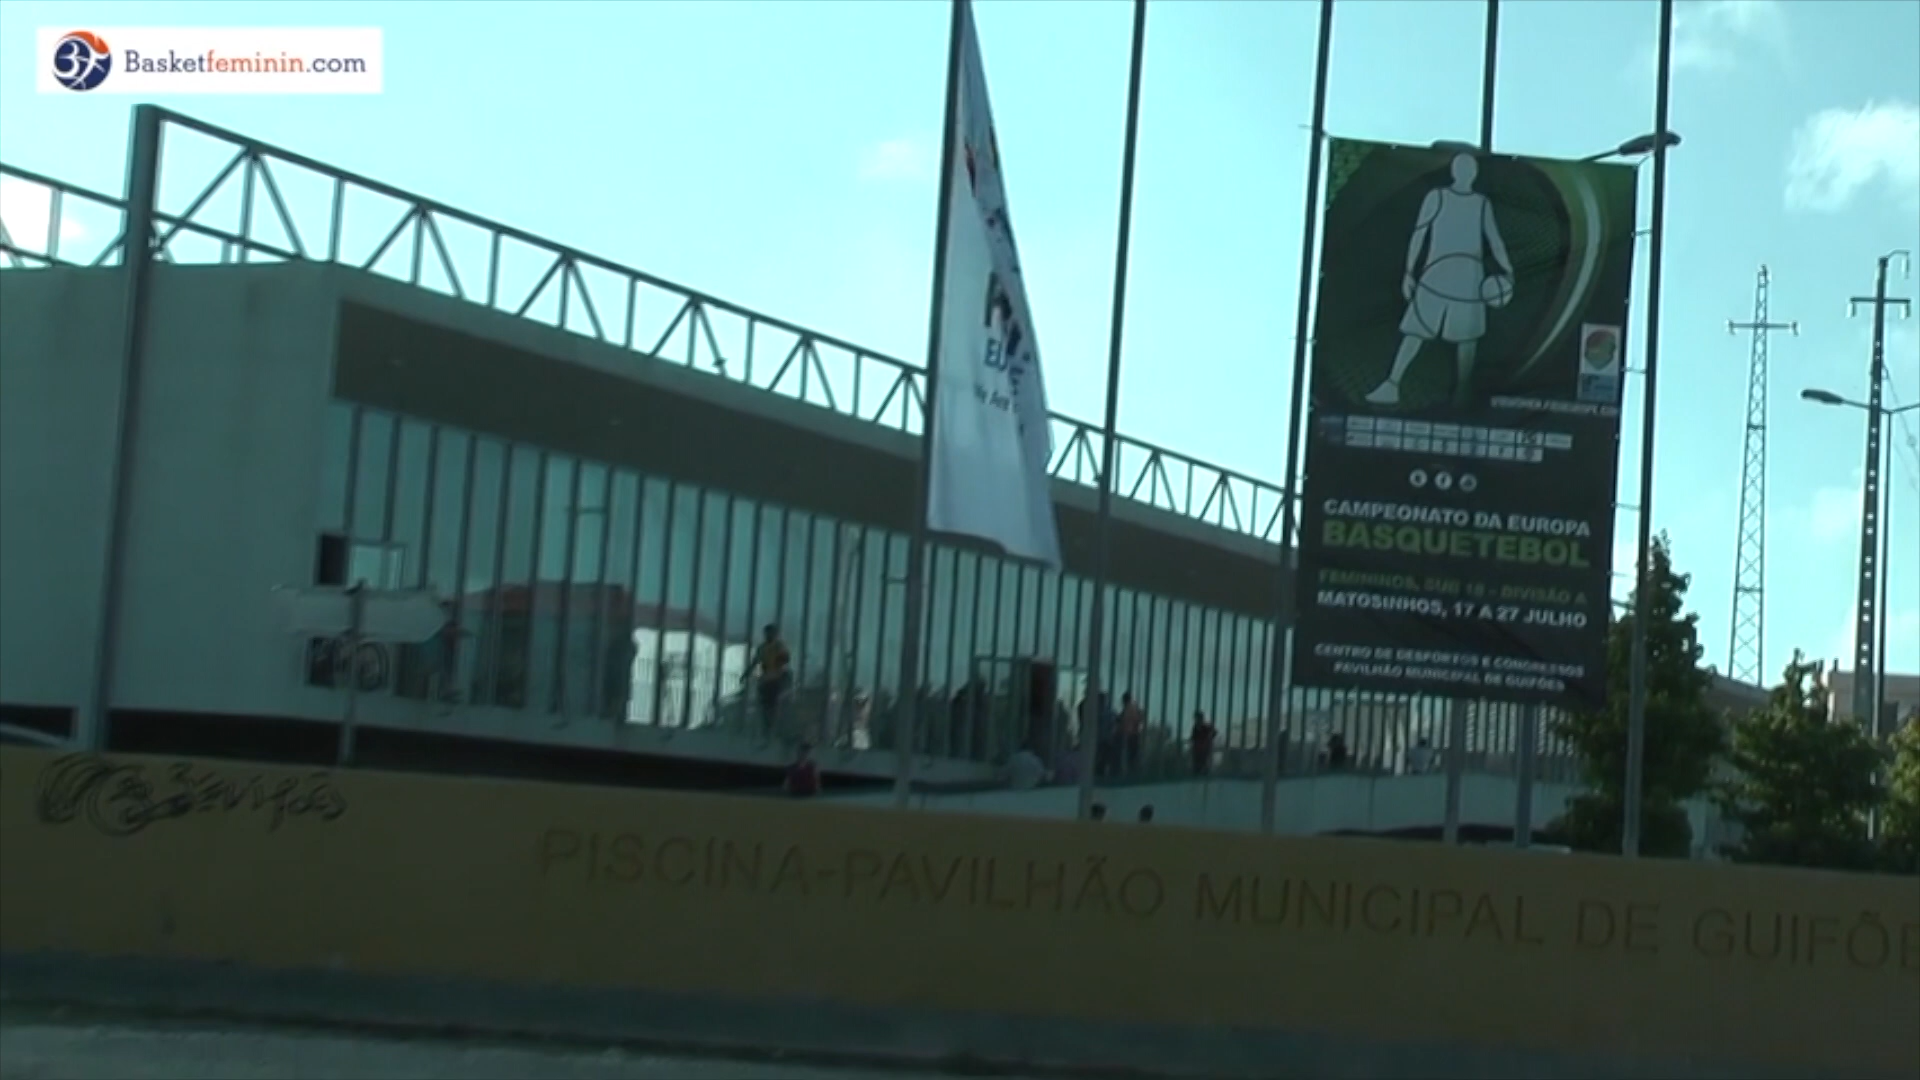 Basketfeminin.com
CAMPEONATO DA EUROPA
BASQUETEBOL
FEMININOS, SUB 18 - DIVISÃO A
MATOSINHOS, 17 A 27 JULHO
CENTRO DE DESPORTOS E CONGRESSOS
PAVILHÃO MUNICIPAL DE GUIFÕES
PISCINA-PAVILHÃO MUNICIPAL DE GUIFÕE